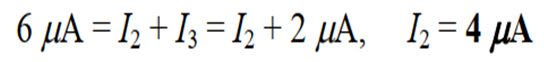 6 μA = I₂ + I₃ = I₂ + 2 μA, I₂ = 4 μA